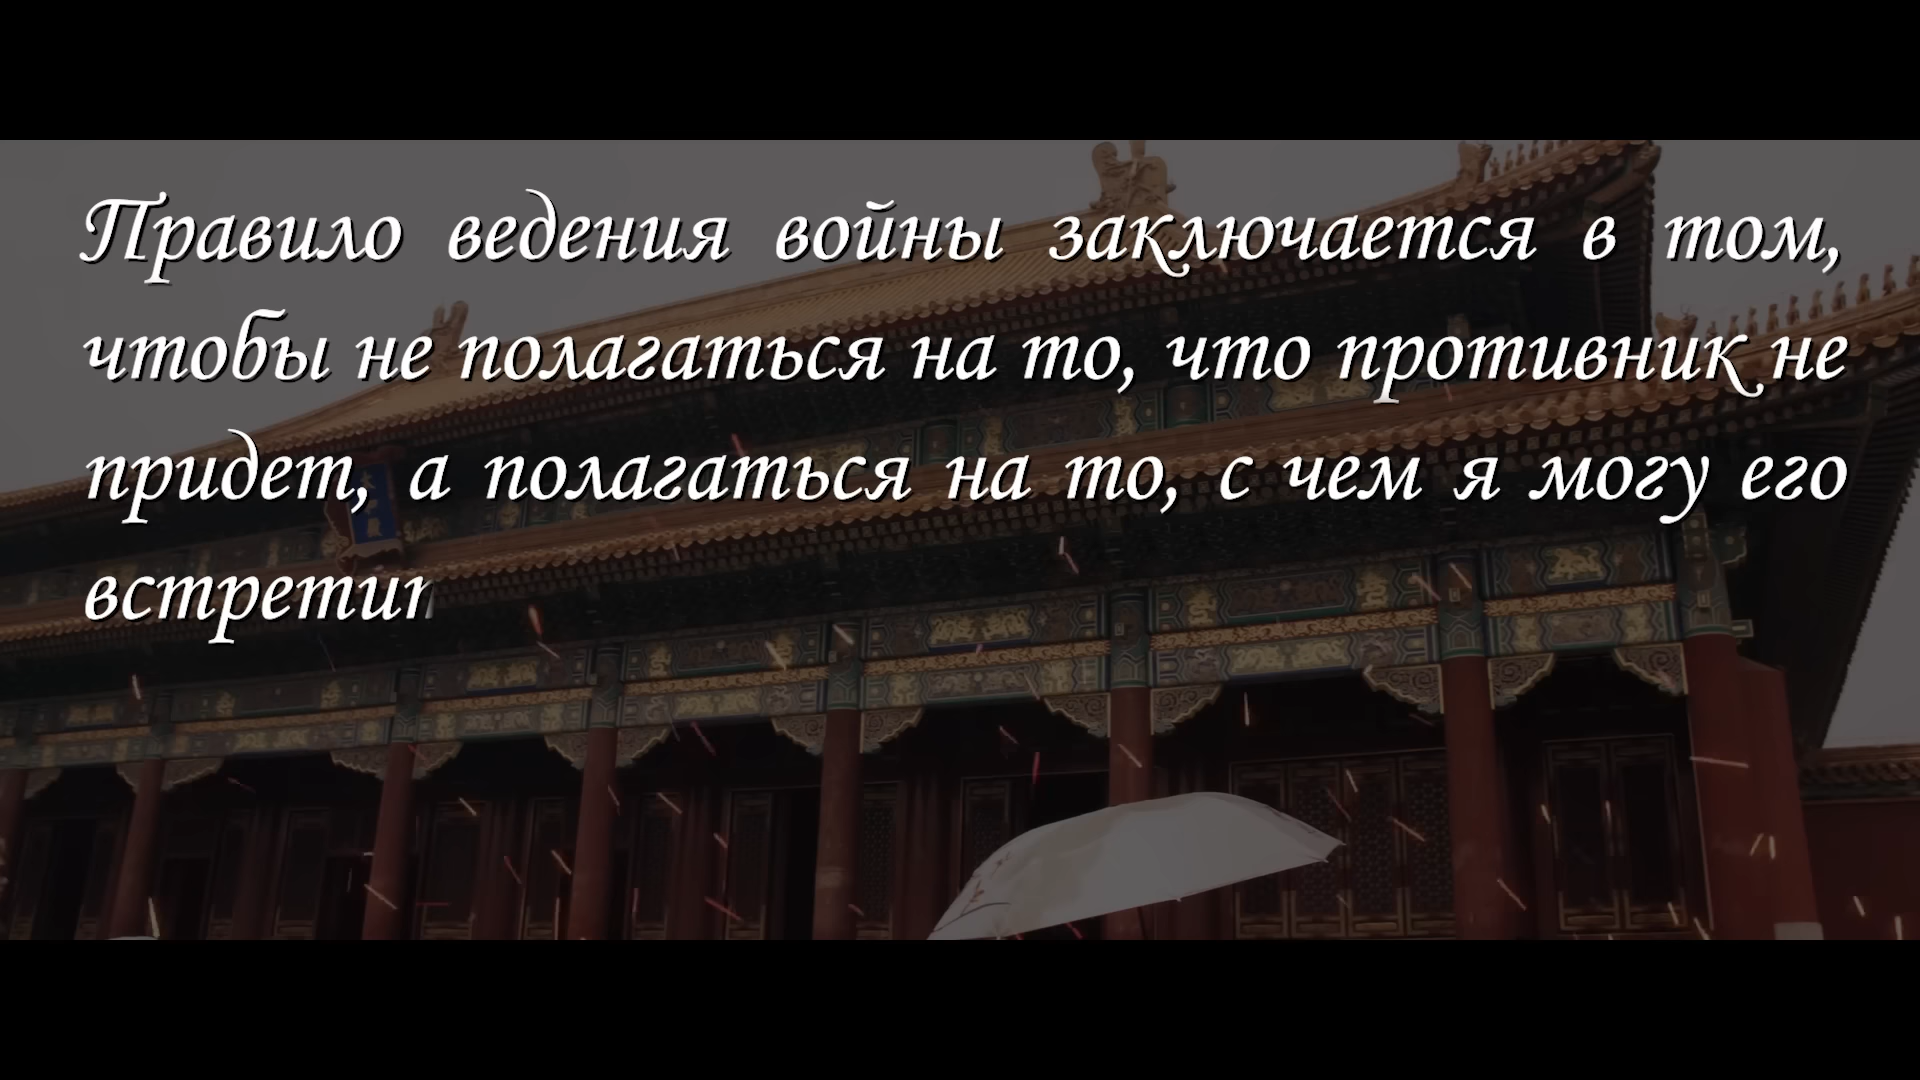 Правило ведения войны заключается в том,
чтобы не полагаться на то, что противник не
придет, а полагаться на то, с чем я могу его